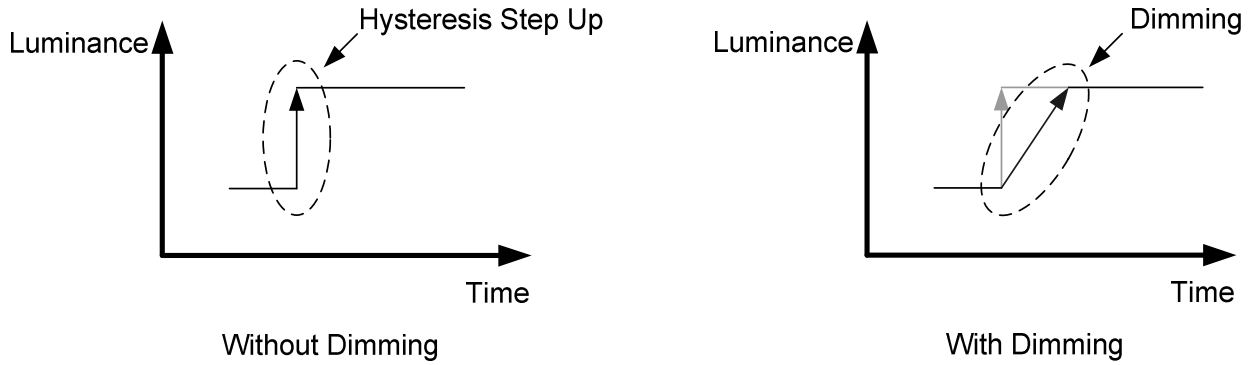 Hysteresis Step Up
Luminance
Time
Without Dimming
Dimming
Luminance
Time
With Dimming